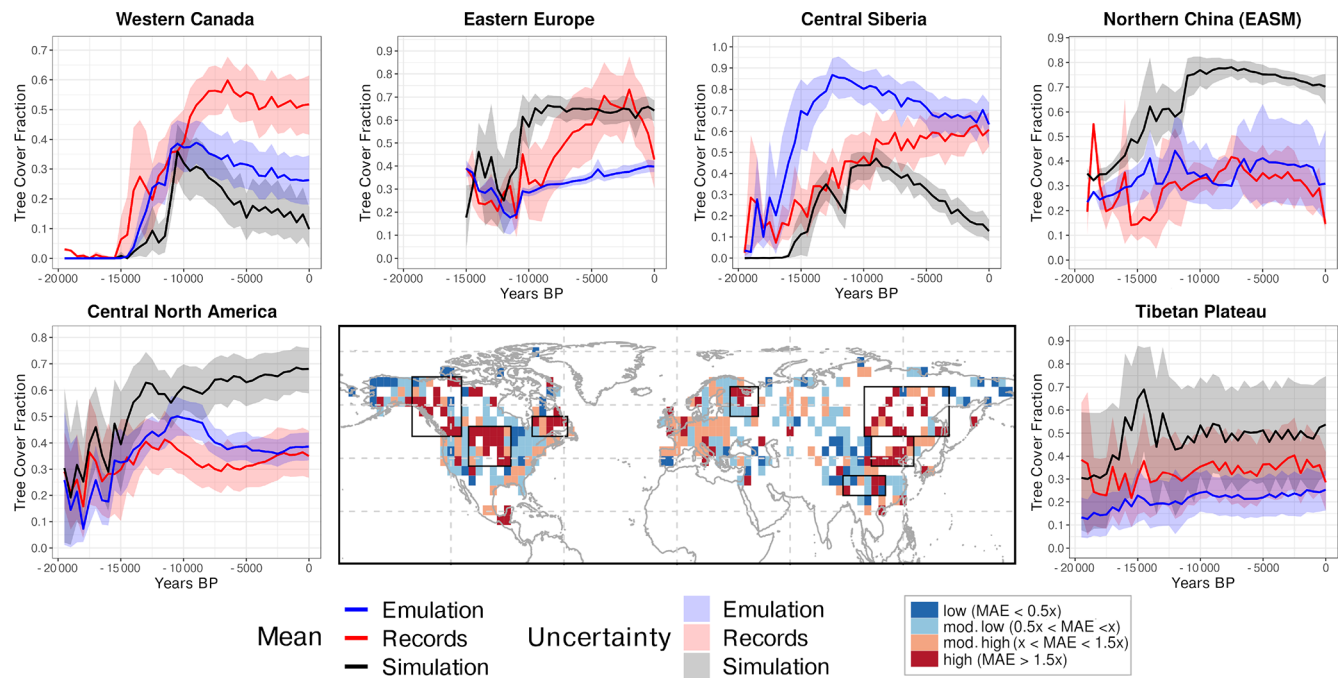 Western Canada
Eastern Europe
Central Siberia
Northern China (EASM)
Tree Cover Fraction
0.7
0.6
0.5
0.4
0.3
0.2
0.1
0.0
-20000 -15000 -10000 -5000 0
Tree Cover Fraction
0.9
0.8
0.7
0.6
0.5
0.4
0.3
0.2
0.1
0.0
-20000 -15000 -10000 -5000 0
Years BP
Tree Cover Fraction
1.0
0.9
0.8
0.7
0.6
0.5
0.4
0.3
0.2
0.1
0.0
-20000 -15000 -10000 -5000 0
Years BP
Tree Cover Fraction
0.9
0.8
0.7
0.6
0.5
0.4
0.3
0.2
0.1
0.0
-20000 -15000 -10000 -5000 0
Central North America
Tree Cover Fraction
0.8
0.7
0.6
0.5
0.4
0.3
0.2
0.1
0.0
-20000 -15000 -10000 -5000 0
Years BP
Tibetan Plateau
Tree Cover Fraction
0.9
0.8
0.7
0.6
0.5
0.4
0.3
0.2
0.1
0.0
-20000 -15000 -10000 -5000 0
Years BP
Mean
Emulation
Records
Simulation
Uncertainty
Emulation
Records
Simulation
low (MAE < 0.5x)
mod. low (0.5x < MAE <x)
mod. high (x < MAE < 1.5x)
high (MAE > 1.5x)